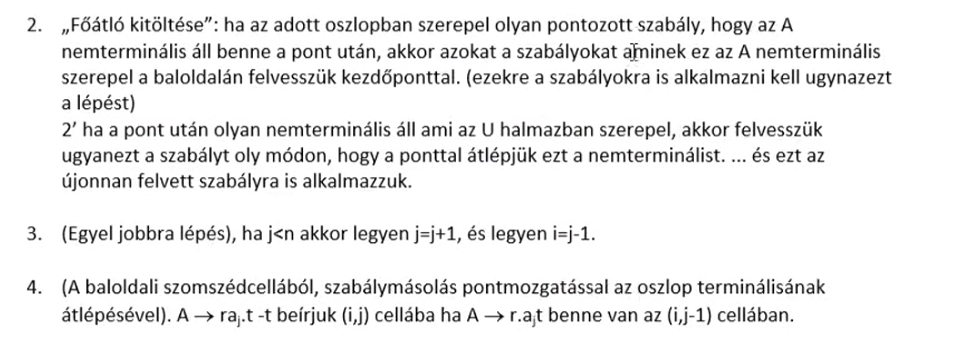 2. „Főátló kitöltése”: ha az adott oszlopban szerepel olyan pontozott szabály, hogy az A
nemterminális áll benne a pont után, akkor azokat a szabályokat aminek ez az A nemterminális
szerepel a baloldalán felvesszük kezdőponttal. (ezekre a szabályokra is alkalmazni kell ugynazezt
a lépést)
2’ ha a pont után olyan nemterminális áll ami az U halmazban szerepel, akkor felvesszük
ugyanezt a szabályt oly módon, hogy a ponttal átlépjük ezt a nemterminálist. ... és ezt az
újonnan felvett szabályra is alkalmazzuk.
3. (Egyel jobbra lépés), ha j<n akkor legyen j=j+1, és legyen i=j-1.
4. (A baloldali szomszédcellából, szabálymásolás pontmozgatással az oszlop terminálisának
átlépésével). A → raⱼ.t -t beírjuk (i,j) cellába ha A → r.aⱼt benne van az (i,j-1) cellában.